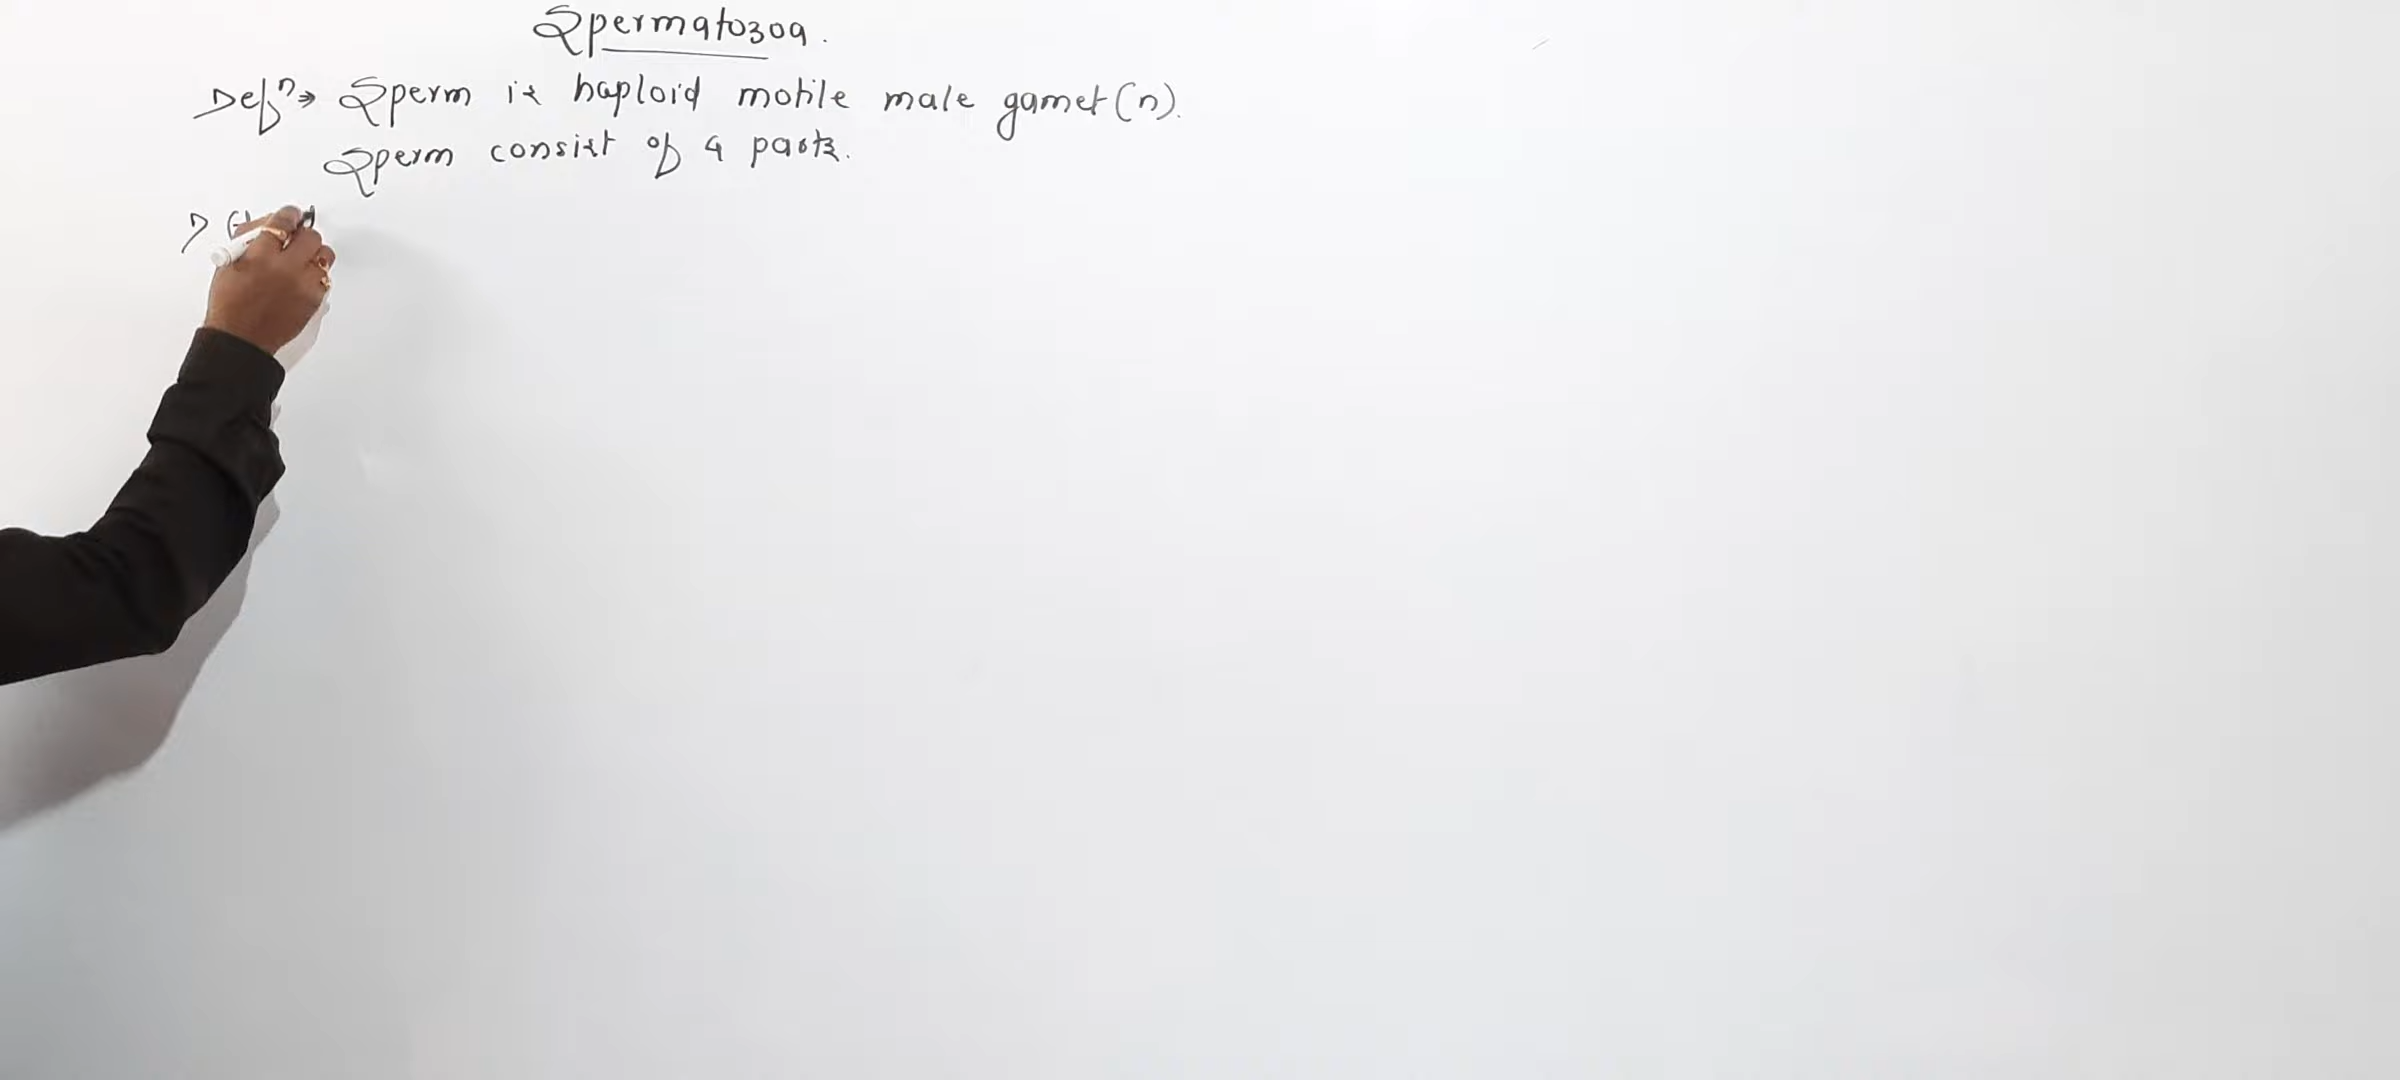 Spermatozoa.
Defⁿ⇒ Sperm is haploid motile male gamet (n).
Sperm consist of 4 parts.